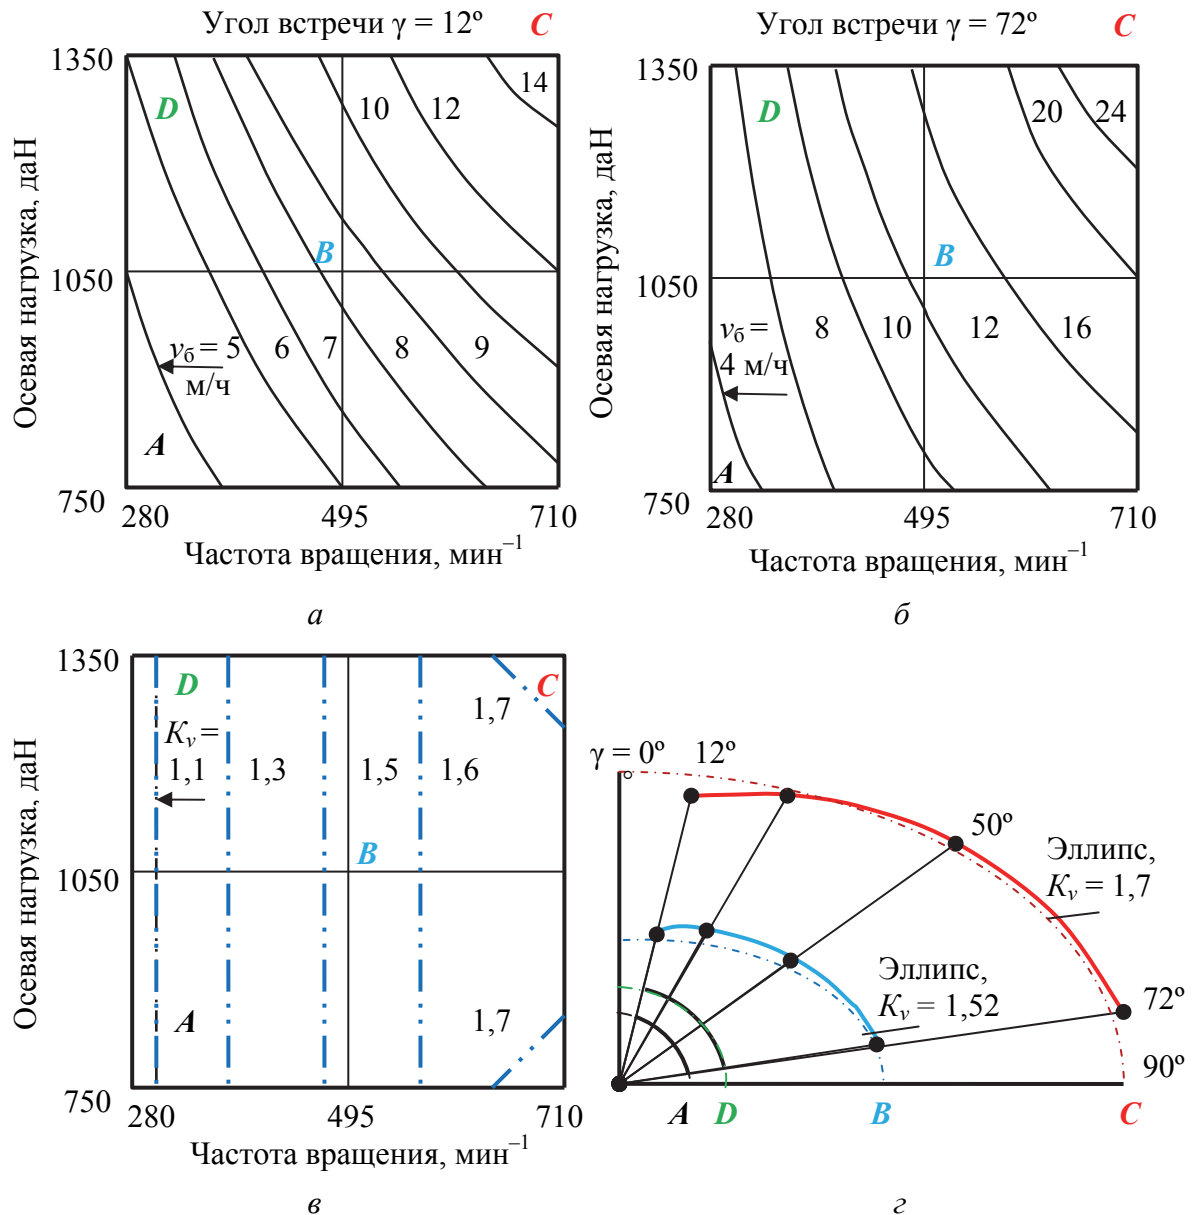 Угол встречи γ = 12º C
1350
D
10
12
14
B
1050
vб = 5
м/ч
6
7
8
9
A
750
280
495
710
Осевая нагрузка, даН
Частота вращения, мин–1
а
Угол встречи γ = 72º C
1350
D
20
24
B
1050
vб =
4 м/ч
8
10
12
16
A
750
280
495
710
Осевая нагрузка, даН
Частота вращения, мин–1
б
1350
D
C
1,7
Kv =
1,1
1,3
1,5
1,6
B
1050
A
1,7
750
280
495
710
Осевая нагрузка, даН
Частота вращения, мин–1
в
γ = 0º
12º
50º
Эллипс,
Kv = 1,7
Эллипс,
Kv = 1,52
72º
90º
A
D
B
C
г